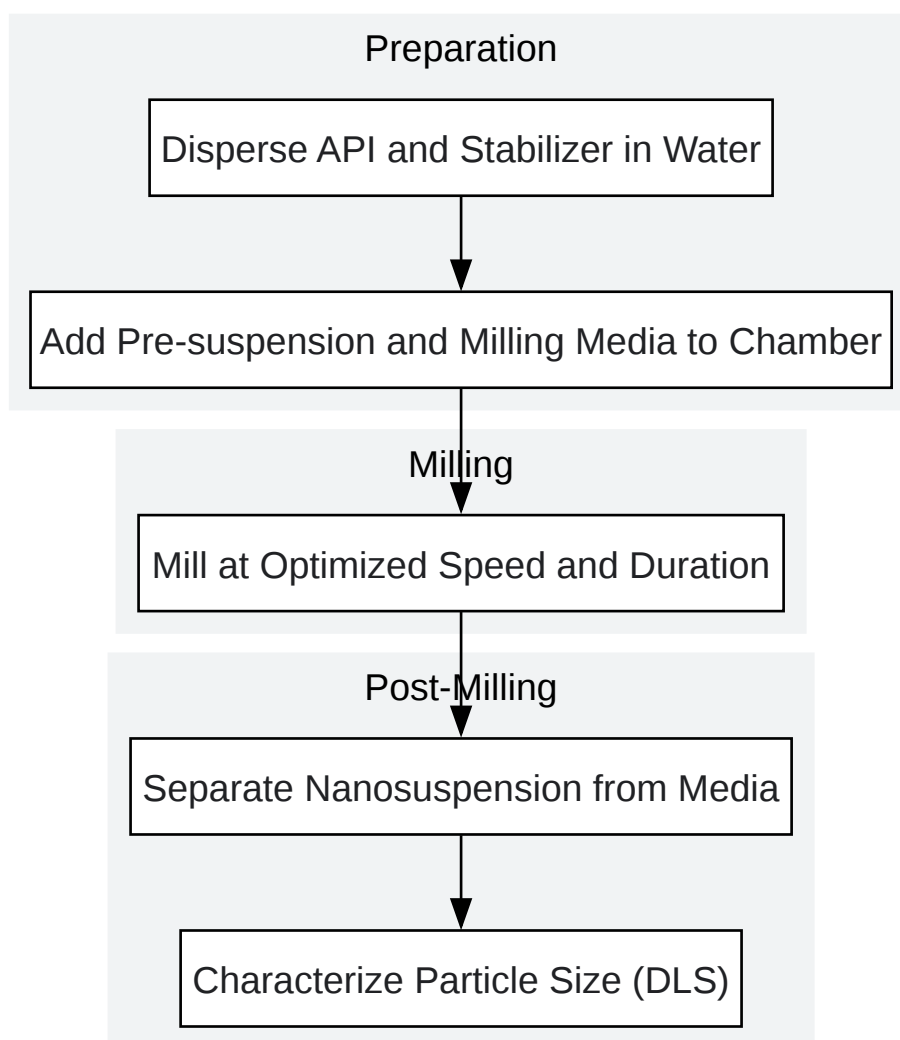 Preparation
Disperse API and Stabilizer in Water
Add Pre-suspension and Milling Media to Chamber
Milling
Mill at Optimized Speed and Duration
Post-Milling
Separate Nanosuspension from Media
Characterize Particle Size (DLS)